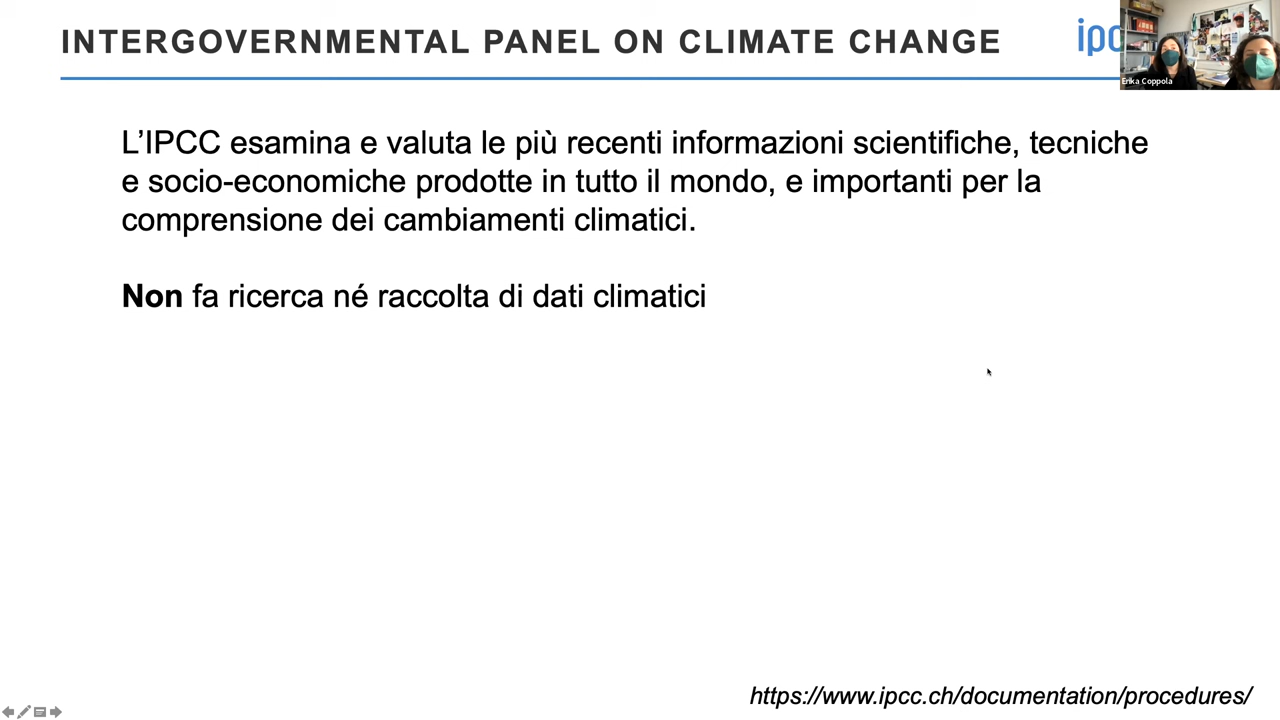 INTERGOVERNMENTAL PANEL ON CLIMATE CHANGE
ipc
Erika Coppola
L’IPCC esamina e valuta le più recenti informazioni scientifiche, tecniche
e socio-economiche prodotte in tutto il mondo, e importanti per la
comprensione dei cambiamenti climatici.
Non fa ricerca né raccolta di dati climatici
https://www.ipcc.ch/documentation/procedures/